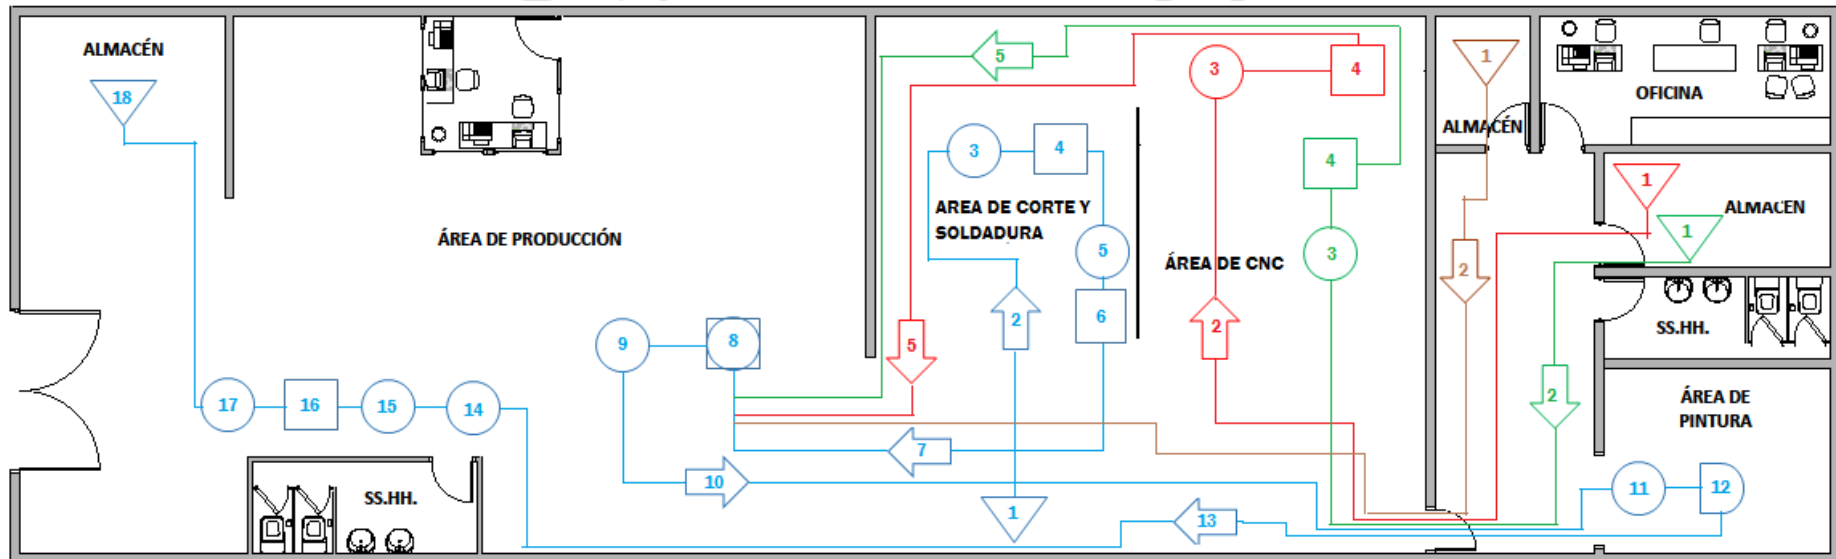 ALMACÉN
18
ÁREA DE PRODUCCIÓN
9
8
17
16
15
14
SS.HH.
10
5
3
4
AREA DE CORTE Y
SOLDADURA
5
2
6
5
7
1
13
3
4
4
3
ÁREA DE CNC
2
1
ALMACÉN
2
OFICINA
1
ALMACEN
1
SS.HH.
2
ÁREA DE
PINTURA
11
12